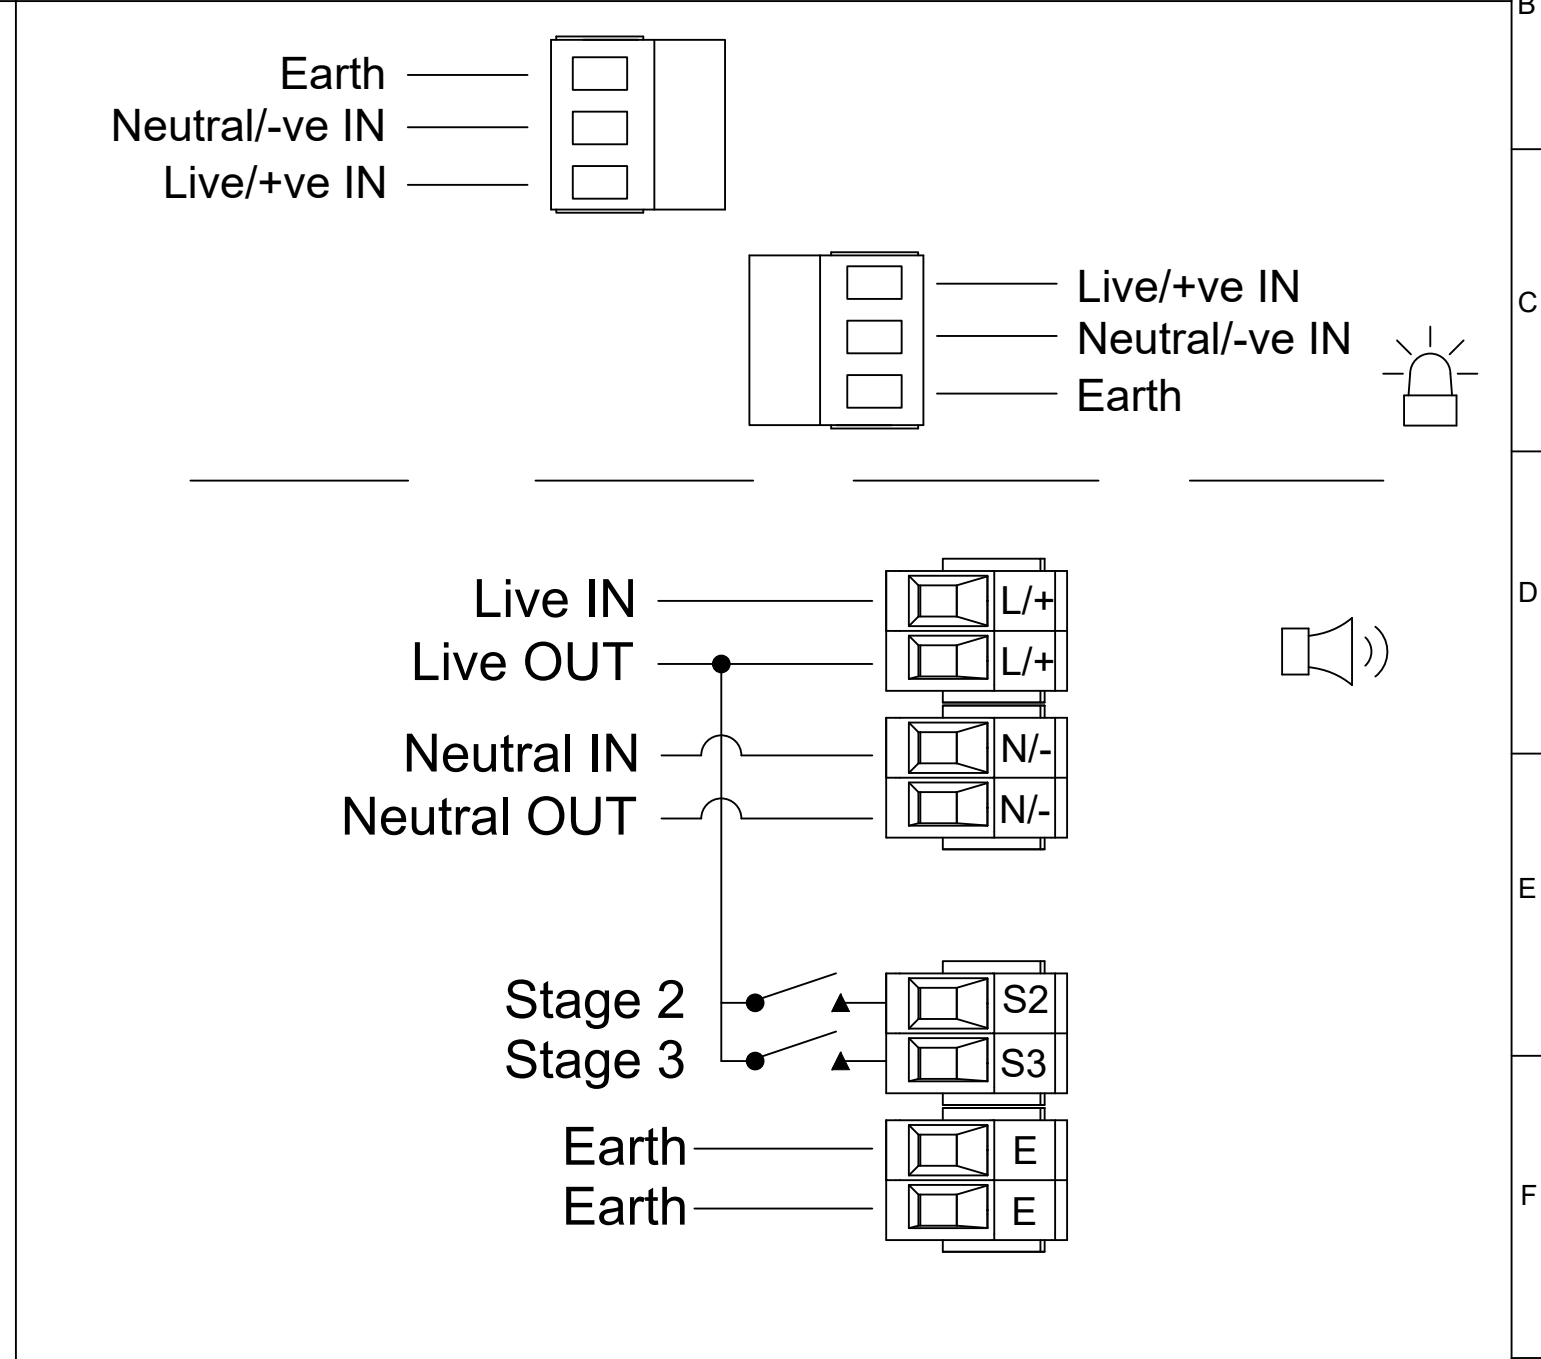 B
Earth
Neutral/-ve IN
Live/+ve IN
Live/+ve IN
C
Neutral/-ve IN
Earth
Live IN L/+
D
Live OUT L/+
Neutral IN N/-
Neutral OUT N/-
E
Stage 2 S2
Stage 3 S3
Earth E
Earth E
F